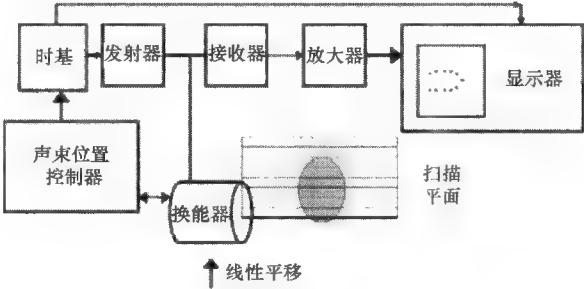 时基
发射器
接收器
放大器
显示器
声束位置
控制器
换能器
扫描
平面
线性平移